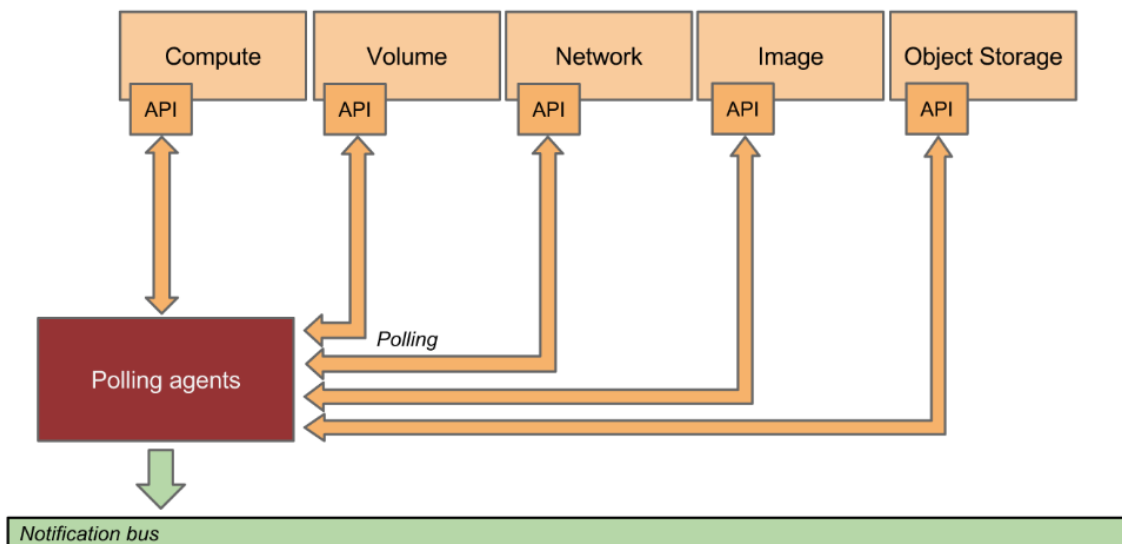 Compute
Volume
Network
Image
Object Storage
API
API
API
API
API
Polling
Polling agents
Notification bus